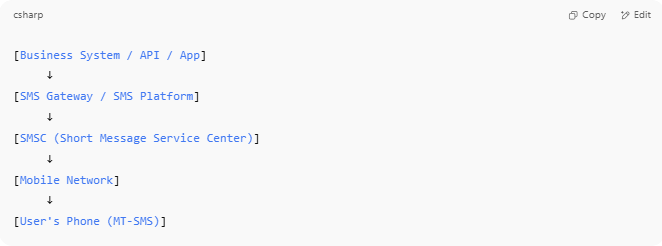 csharp
Copy
Edit
[Business System / API / App]
↓
[SMS Gateway / SMS Platform]
↓
[SMSC (Short Message Service Center)]
↓
[Mobile Network]
↓
[User's Phone (MT-SMS)]